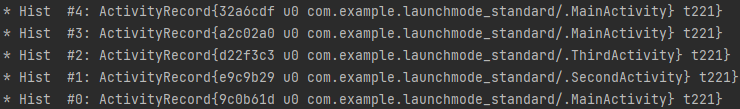 * Hist  #4: ActivityRecord{32a6cdf u0 com.example.launchmode_standard/.MainActivity} t221}
* Hist  #3: ActivityRecord{a2c02a0 u0 com.example.launchmode_standard/.MainActivity} t221}
* Hist  #2: ActivityRecord{d22f3c3 u0 com.example.launchmode_standard/.ThirdActivity} t221}
* Hist  #1: ActivityRecord{e9c9b29 u0 com.example.launchmode_standard/.SecondActivity} t221}
* Hist  #0: ActivityRecord{9c0b61d u0 com.example.launchmode_standard/.MainActivity} t221}